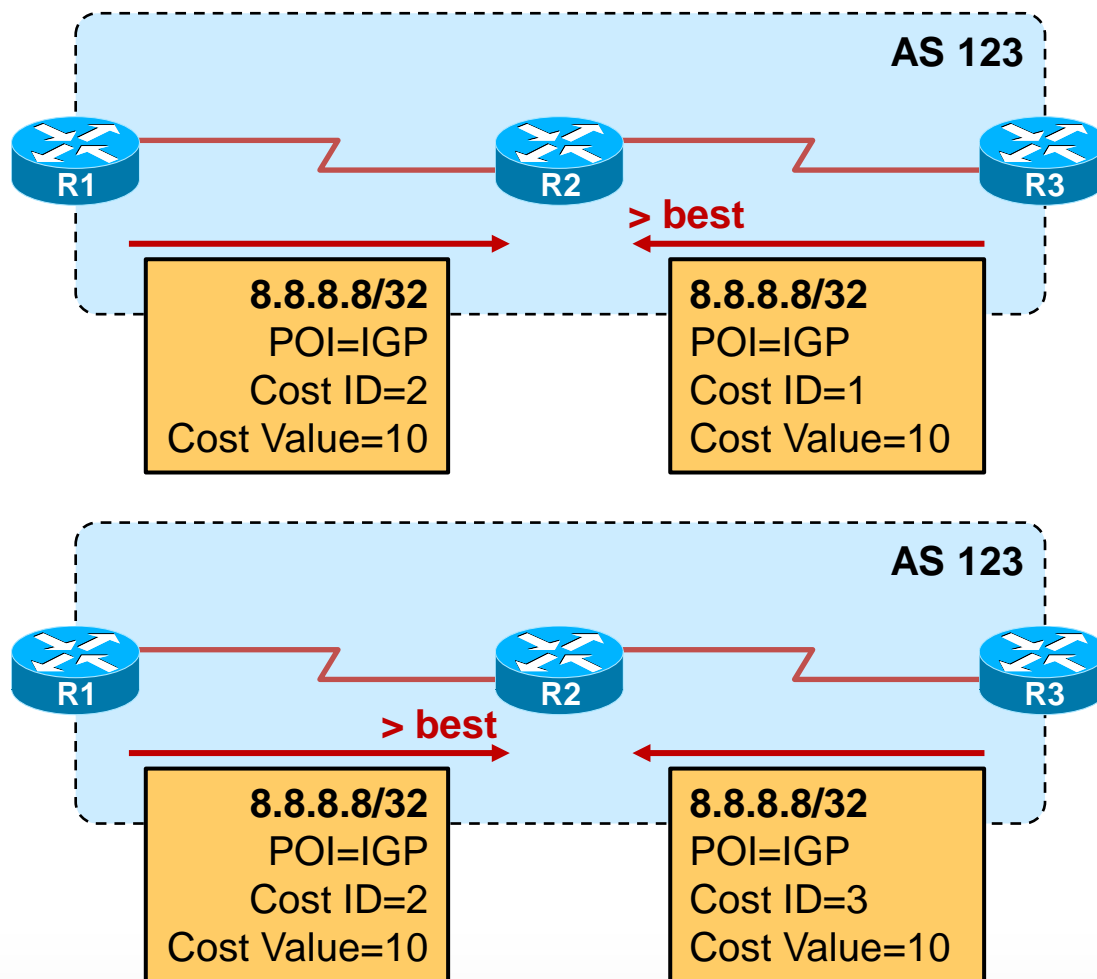 AS 123
R1
R2
R3
> best
8.8.8.8/32
POI=IGP
Cost ID=2
Cost Value=10
8.8.8.8/32
POI=IGP
Cost ID=1
Cost Value=10
AS 123
R1
R2
R3
> best
8.8.8.8/32
POI=IGP
Cost ID=2
Cost Value=10
8.8.8.8/32
POI=IGP
Cost ID=3
Cost Value=10